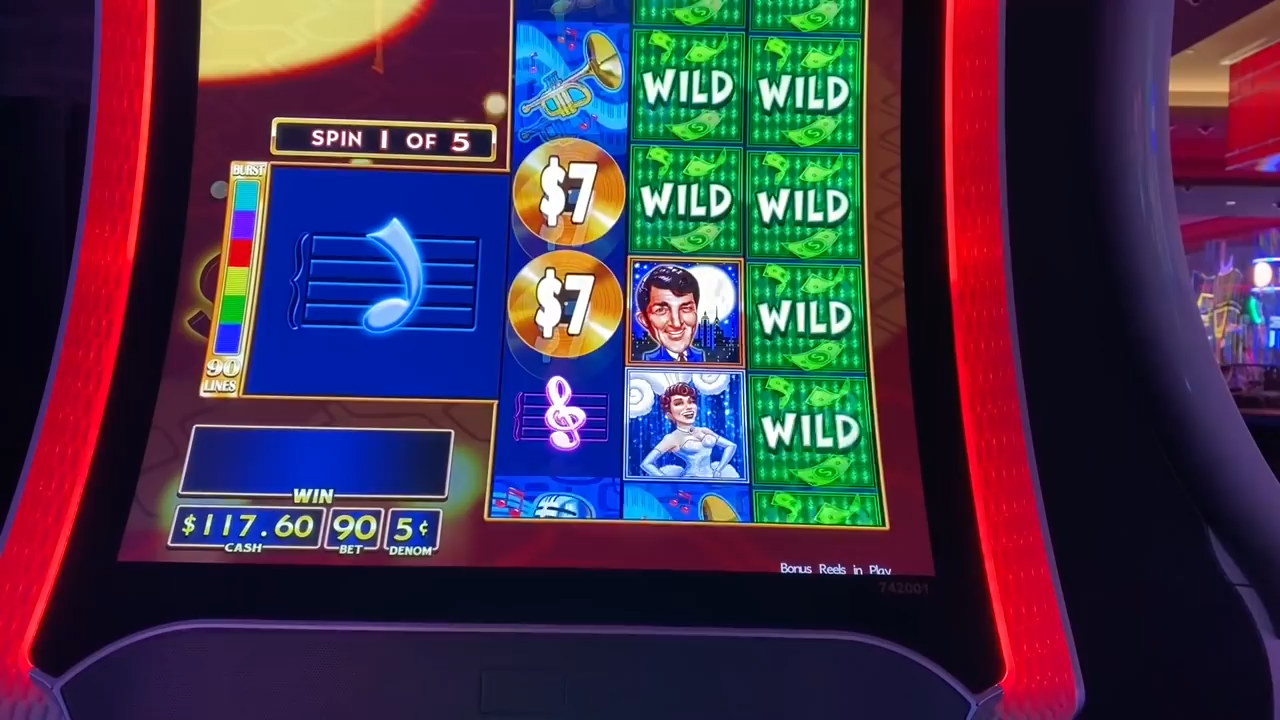 WILD WILD
SPIN 1 OF 5
BURST
$7 WILD WILD
$7 WILD
90
LINES
WILD
WIN
$117.60 90 5¢
CASH BET DENOM
Bonus Reels in Play
742001